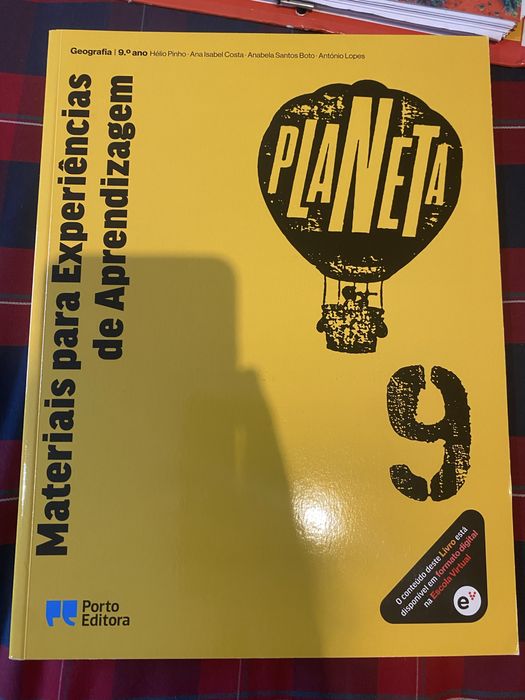 Geografia | 9.º ano Hélio Pinho · Ana Isabel Costa · Anabela Santos Boto · António Lopes
Materiais para Experiências
de Aprendizagem
PLANETA
9
O conteúdo deste Livro está
disponível em formato digital
na Escola Virtual
e
Porto
Editora